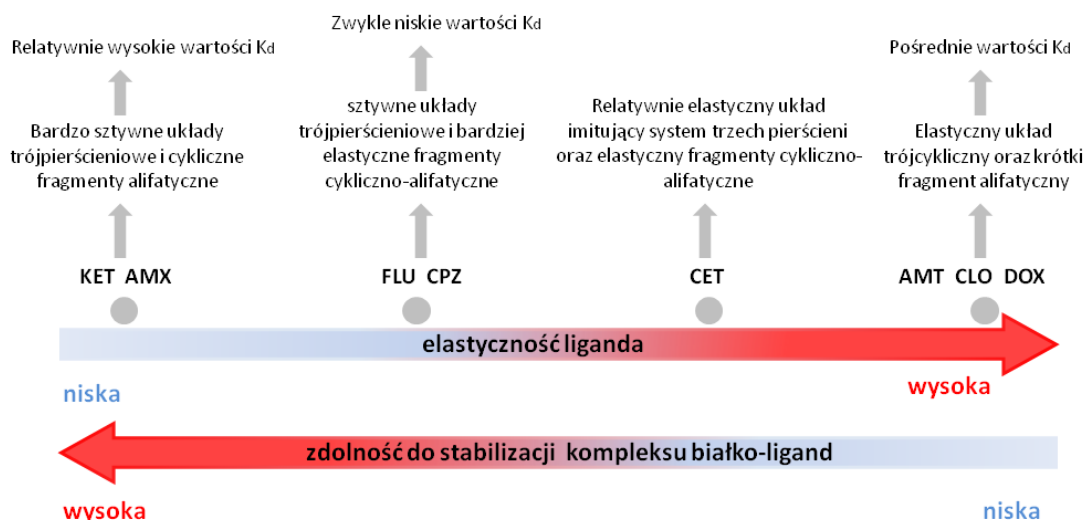 Zwykle niskie wartości Kd
Relatywnie wysokie wartości Kd
Pośrednie wartości Kd
Bardzo sztywne układy
trójpierścieniowe i cykliczne
fragmenty alifatyczne
sztywne układy
trójpierścieniowe i bardziej
elastyczne fragmenty
cykliczno-alifatyczne
Relatywnie elastyczny układ
imitujący system trzech pierścieni
oraz elastyczny fragmenty cykliczno-
alifatyczne
Elastyczny układ
trójcykliczny oraz krótki
fragment alifatyczny
KET AMX
FLU CPZ
CET
AMT CLO DOX
elastyczność liganda
niska
wysoka
zdolność do stabilizacji kompleksu białko-ligand
wysoka
niska